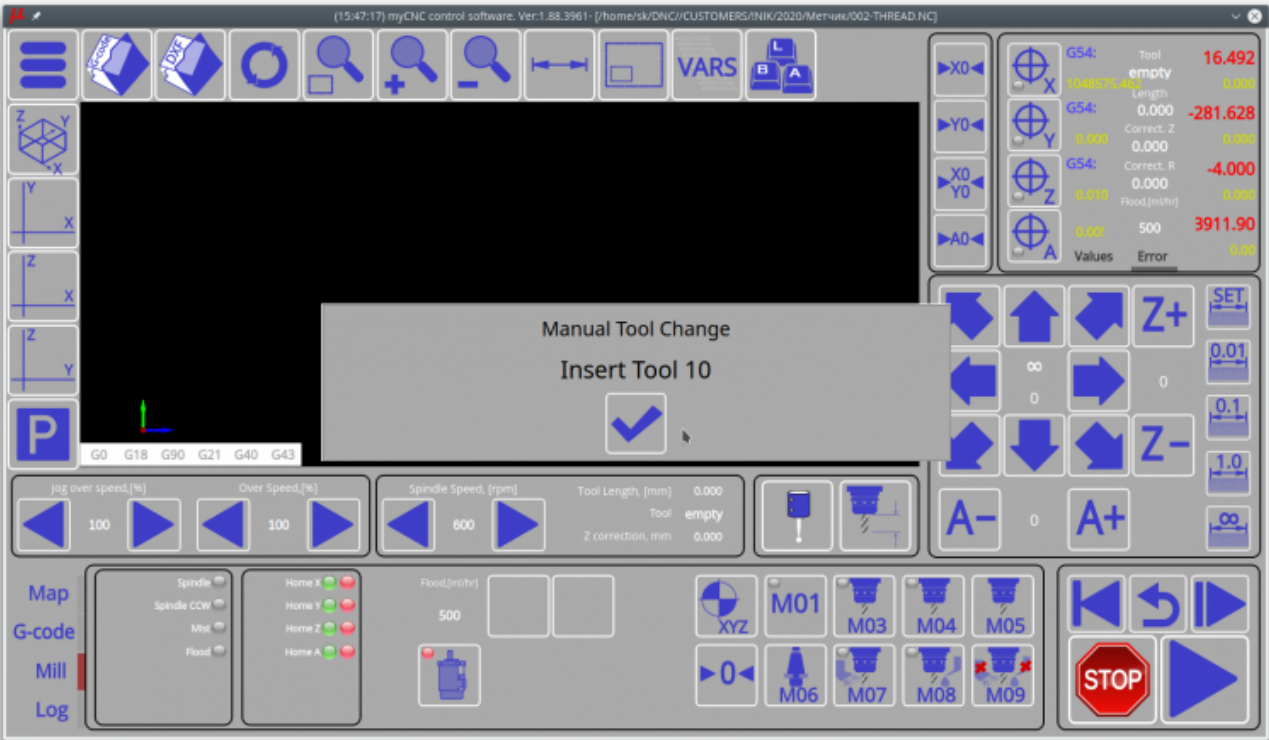 (15:47:17) myCNC control software. Ver:1.88.3961- [/home/sk/DNC//CUSTOMERS/!NIK/2020/Метчик/002-THREAD.NC]
G-code
DXF
VARS
L
B A
Z Y
X
Y
X
Z
X
Z
Y
P
G0 G18 G90 G21 G40 G43
▶X0◀
▶Y0◀
▶X0◀
Y0
▶A0◀
X
G54:
Tool
empty
16.492
0.000
Length
Y
G54:
0.000
-281.628
0.000
Correct. Z
0.000
0.000
Z
G54:
Correct. R
-4.000
0.010
0.000
0.000
Flood,[ml/hr]
A
500
3911.90
0.00
Values Error
Manual Tool Change
Insert Tool 10
Z+
∞
0
0
Z-
A-
0
A+
SET
0.01
0.1
1.0
∞
Jog over speed,[%]
100
Over Speed,[%]
100
Spindle Speed, [rpm]
600
Tool Length, [mm] 0.000
Tool empty
Z correction, mm 0.000
Map
G-code
Mill
Log
Spindle
Spindle CCW
Mist
Flood
Home X
Home Y
Home Z
Home A
Flood,[ml/hr]
500
XYZ
M01
M03
M04
M05
▶0◀
M06
M07
M08
M09
STOP